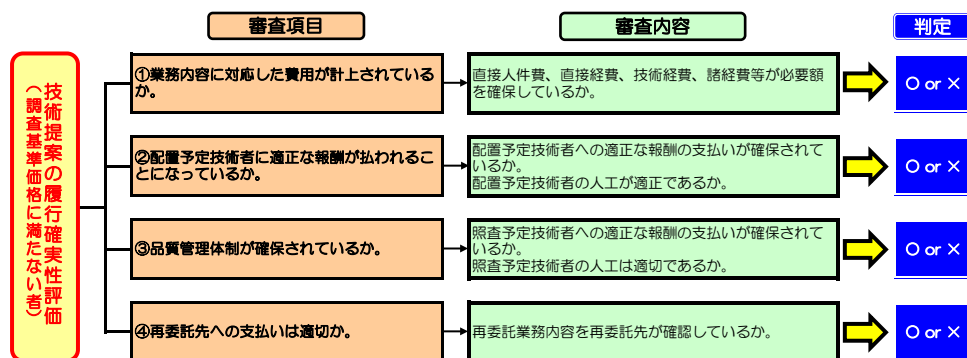 審査項目
審査内容
判定
技術提案の履行確実性評価
（調査基準価格に満たない者）
①業務内容に対応した費用が計上されている
か。
直接人件費、直接経費、技術経費、諸経費等が必要額
を確保しているか。
○ or ×
②配置予定技術者に適正な報酬が払われるこ
とになっているか。
配置予定技術者への適正な報酬の支払いが確保されて
いるか。
配置予定技術者の人工が適正であるか。
○ or ×
③品質管理体制が確保されているか。
照査予定技術者への適正な報酬の支払いが確保されて
いるか。
照査予定技術者の人工は適切であるか。
○ or ×
④再委託先への支払いは適切か。
再委託業務内容を再委託先が確認しているか。
○ or ×